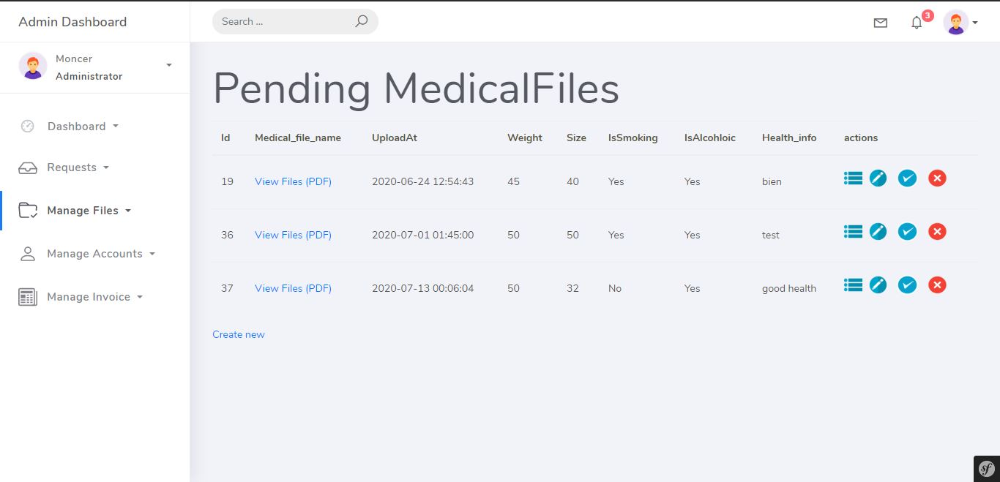 Admin Dashboard
Search ...
3
Moncer
Administrator
Dashboard
Requests
Manage Files
Manage Accounts
Manage Invoice
Pending MedicalFiles
Id Medical_file_name UploadAt Weight Size IsSmoking IsAlcohloic Health_info actions
19 View Files (PDF) 2020-06-24 12:54:43 45 40 Yes Yes bien
36 View Files (PDF) 2020-07-01 01:45:00 50 50 Yes Yes test
37 View Files (PDF) 2020-07-13 00:06:04 50 32 No Yes good health
Create new
sf